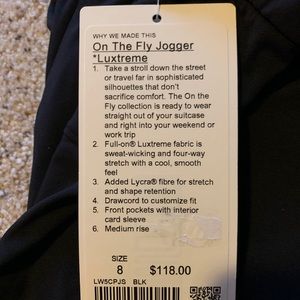 WHY WE MADE THIS
On The Fly Jogger
*Luxtreme
1. Take a stroll down the street
or travel far in sophisticated
silhouettes that don't
sacrifice comfort. The On the
Fly collection is ready to wear
straight out of your suitcase
and right into your weekend or
work trip
2. Full-on® Luxtreme fabric is
sweat-wicking and four-way
stretch with a cool, smooth
feel
3. Added Lycra® fibre for stretch
and shape retention
4. Drawcord to customize fit
5. Front pockets with interior
card sleeve
6. Medium rise
SIZE
8 $118.00
LW5CPJS BLK